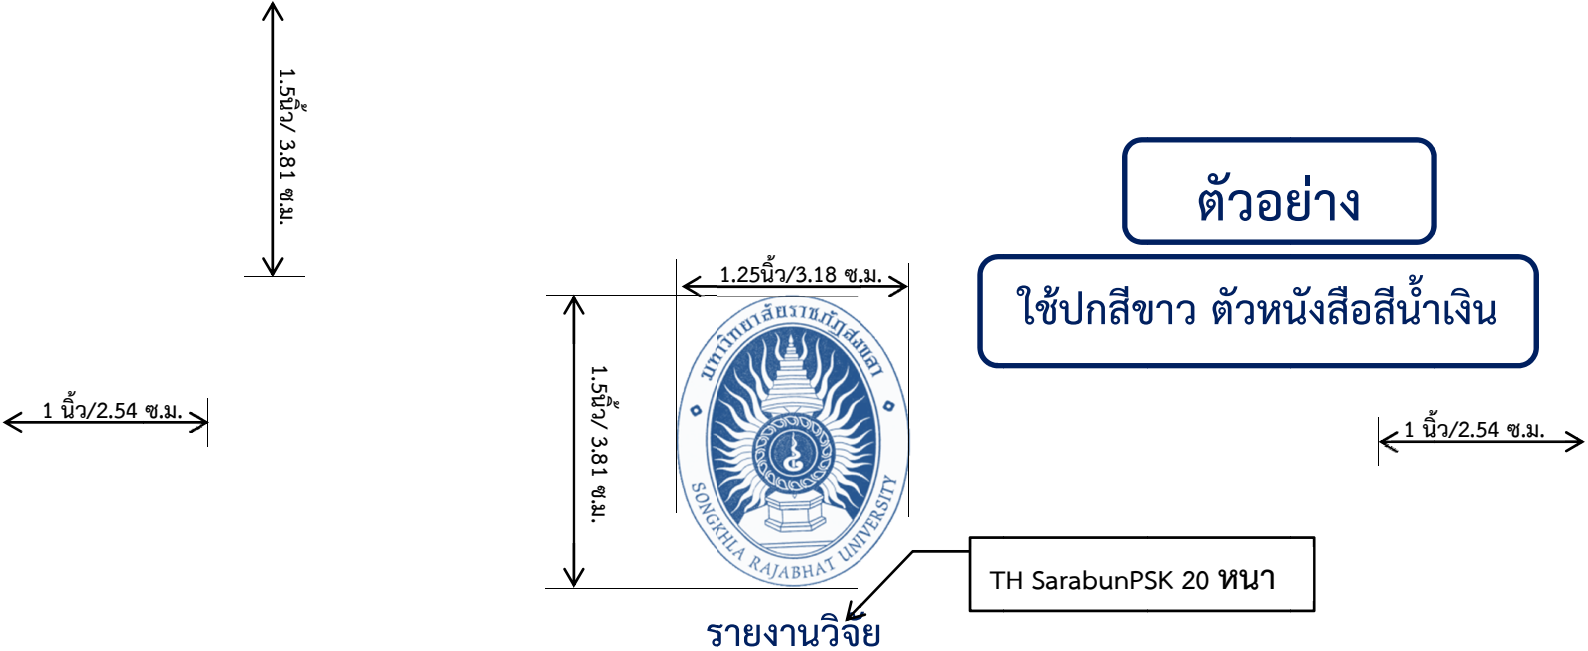 1.5นิ้ว/ 3.81 ซ.ม.
ตัวอย่าง
ใช้ปกสีขาว ตัวหนังสือสีน้ำเงิน
1.25นิ้ว/3.18 ซ.ม.
มหาวิทยาลัยราชภัฏสงขลา
1.5นิ้ว/ 3.81 ซ.ม.
1 นิ้ว/2.54 ซ.ม.
1 นิ้ว/2.54 ซ.ม.
SONGKHLA RAJABHAT UNIVERSITY
TH SarabunPSK 20 หนา
รายงานวิจัย